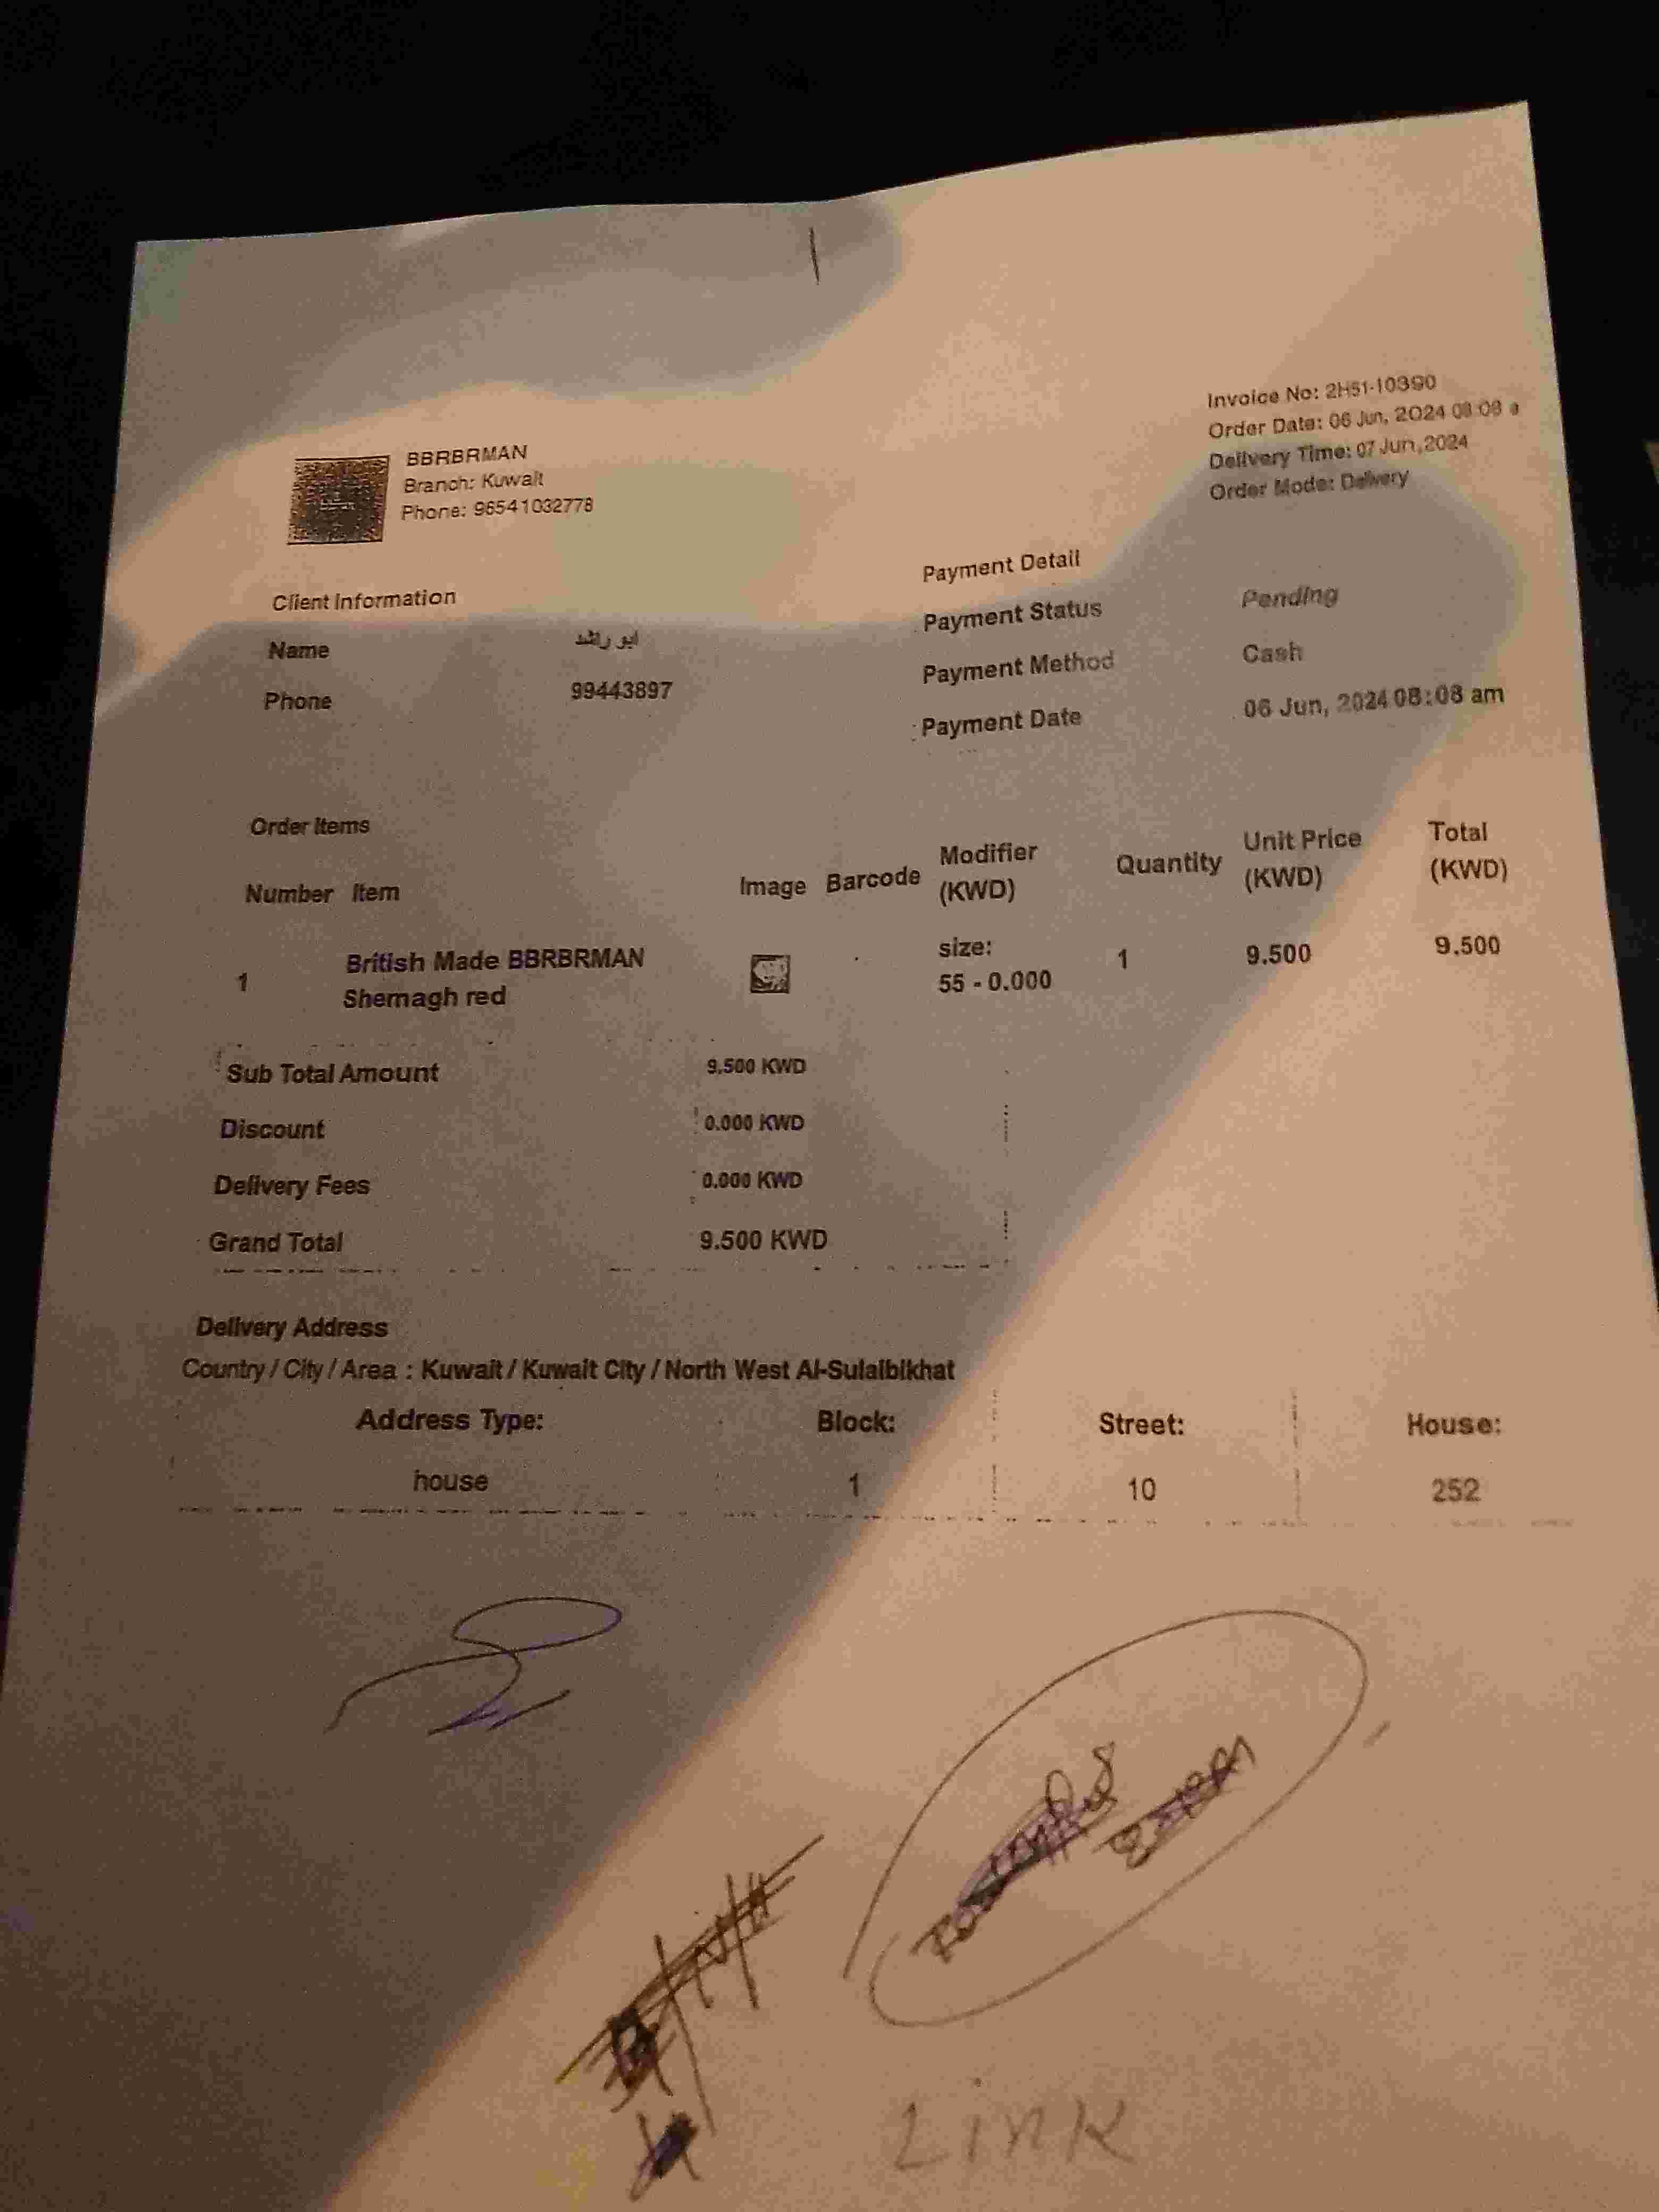 BBRBRMAN
Branch: Kuwait
Phone: 96541032778
Invoice No: 2H51-10390
Order Date: 06 Jun, 2024 08:08 a
Delivery Time: 07 Jun, 2024
Order Mode: Delivery
Client Information
Name ابو راشد
Phone 99443897
Payment Detail
Payment Status Pending
Payment Method Cash
Payment Date 06 Jun, 2024 08:08 am
Order Items
Number Item Image Barcode Modifier (KWD) Quantity Unit Price (KWD) Total (KWD)
1 British Made BBRBRMAN Shemagh red size: 55 - 0.000 1 9.500 9.500
Sub Total Amount 9.500 KWD
Discount 0.000 KWD
Delivery Fees 0.000 KWD
Grand Total 9.500 KWD
Delivery Address
Country / City / Area : Kuwait / Kuwait City / North West Al-Sulaibikhat
Address Type: Block: Street: House:
house 1 10 252
Link